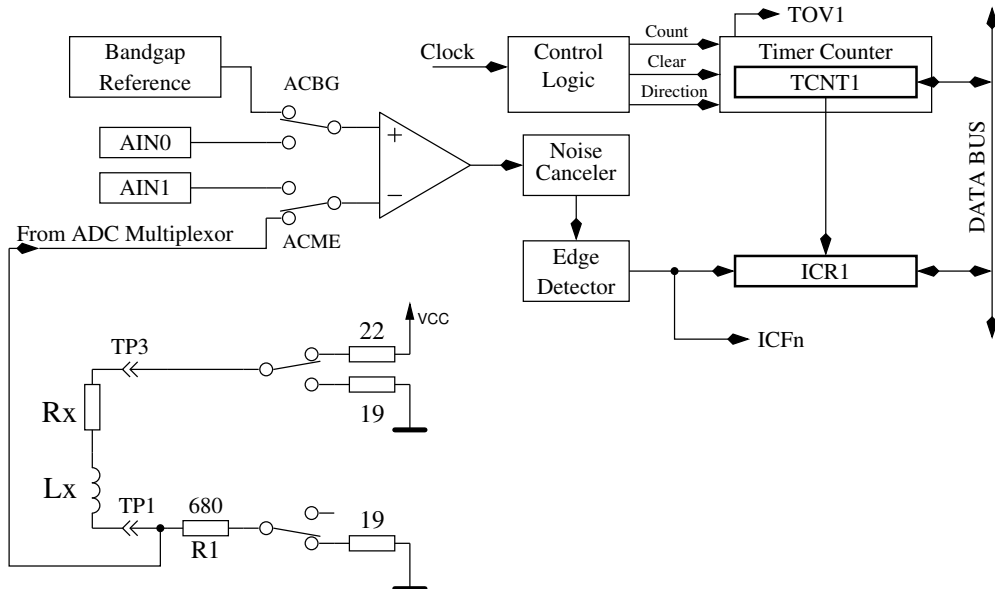 TOV1
Bandgap
Reference
ACBG
Clock
Control
Logic
Count
Clear
Direction
Timer Counter
TCNT1
AIN0
AIN1
+
−
Noise
Canceler
DATA BUS
From ADC Multiplexor
ACME
Edge
Detector
ICR1
ICFn
VCC
22
TP3
19
Rx
Lx
TP1
680
R1
19